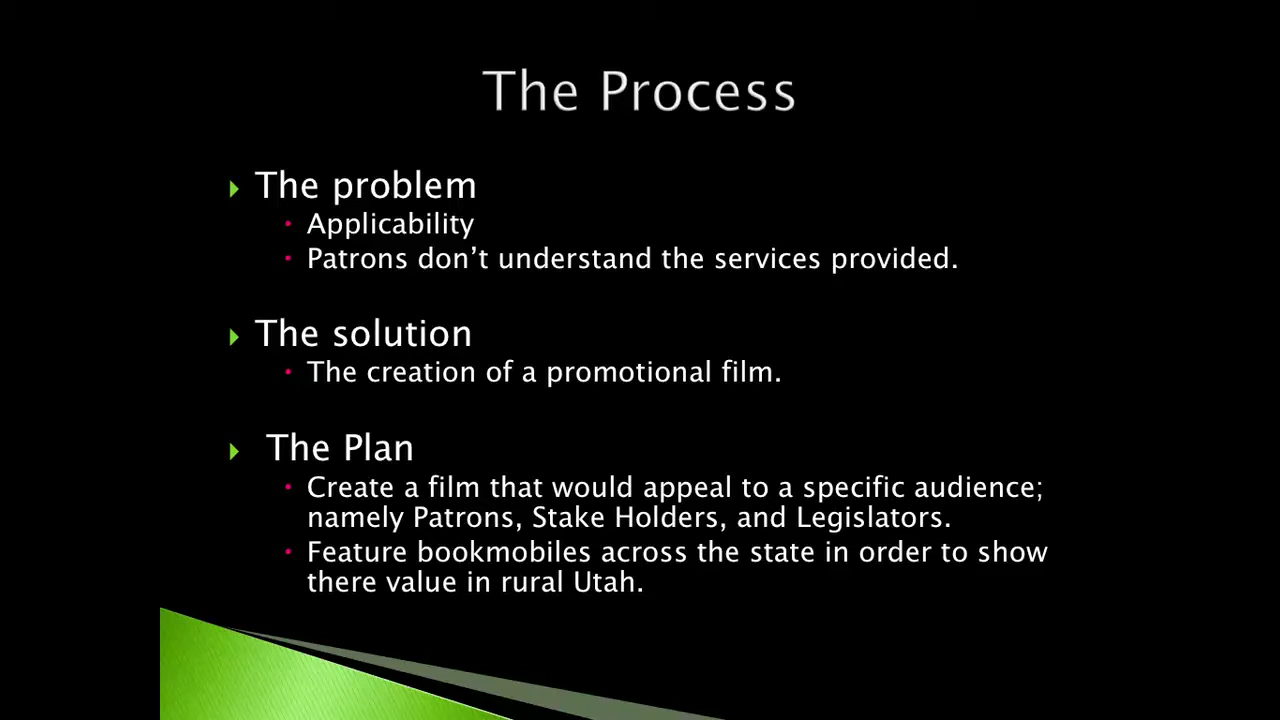 The Process
The problem
Applicability
Patrons don’t understand the services provided.
The solution
The creation of a promotional film.
The Plan
Create a film that would appeal to a specific audience;
namely Patrons, Stake Holders, and Legislators.
Feature bookmobiles across the state in order to show
there value in rural Utah.